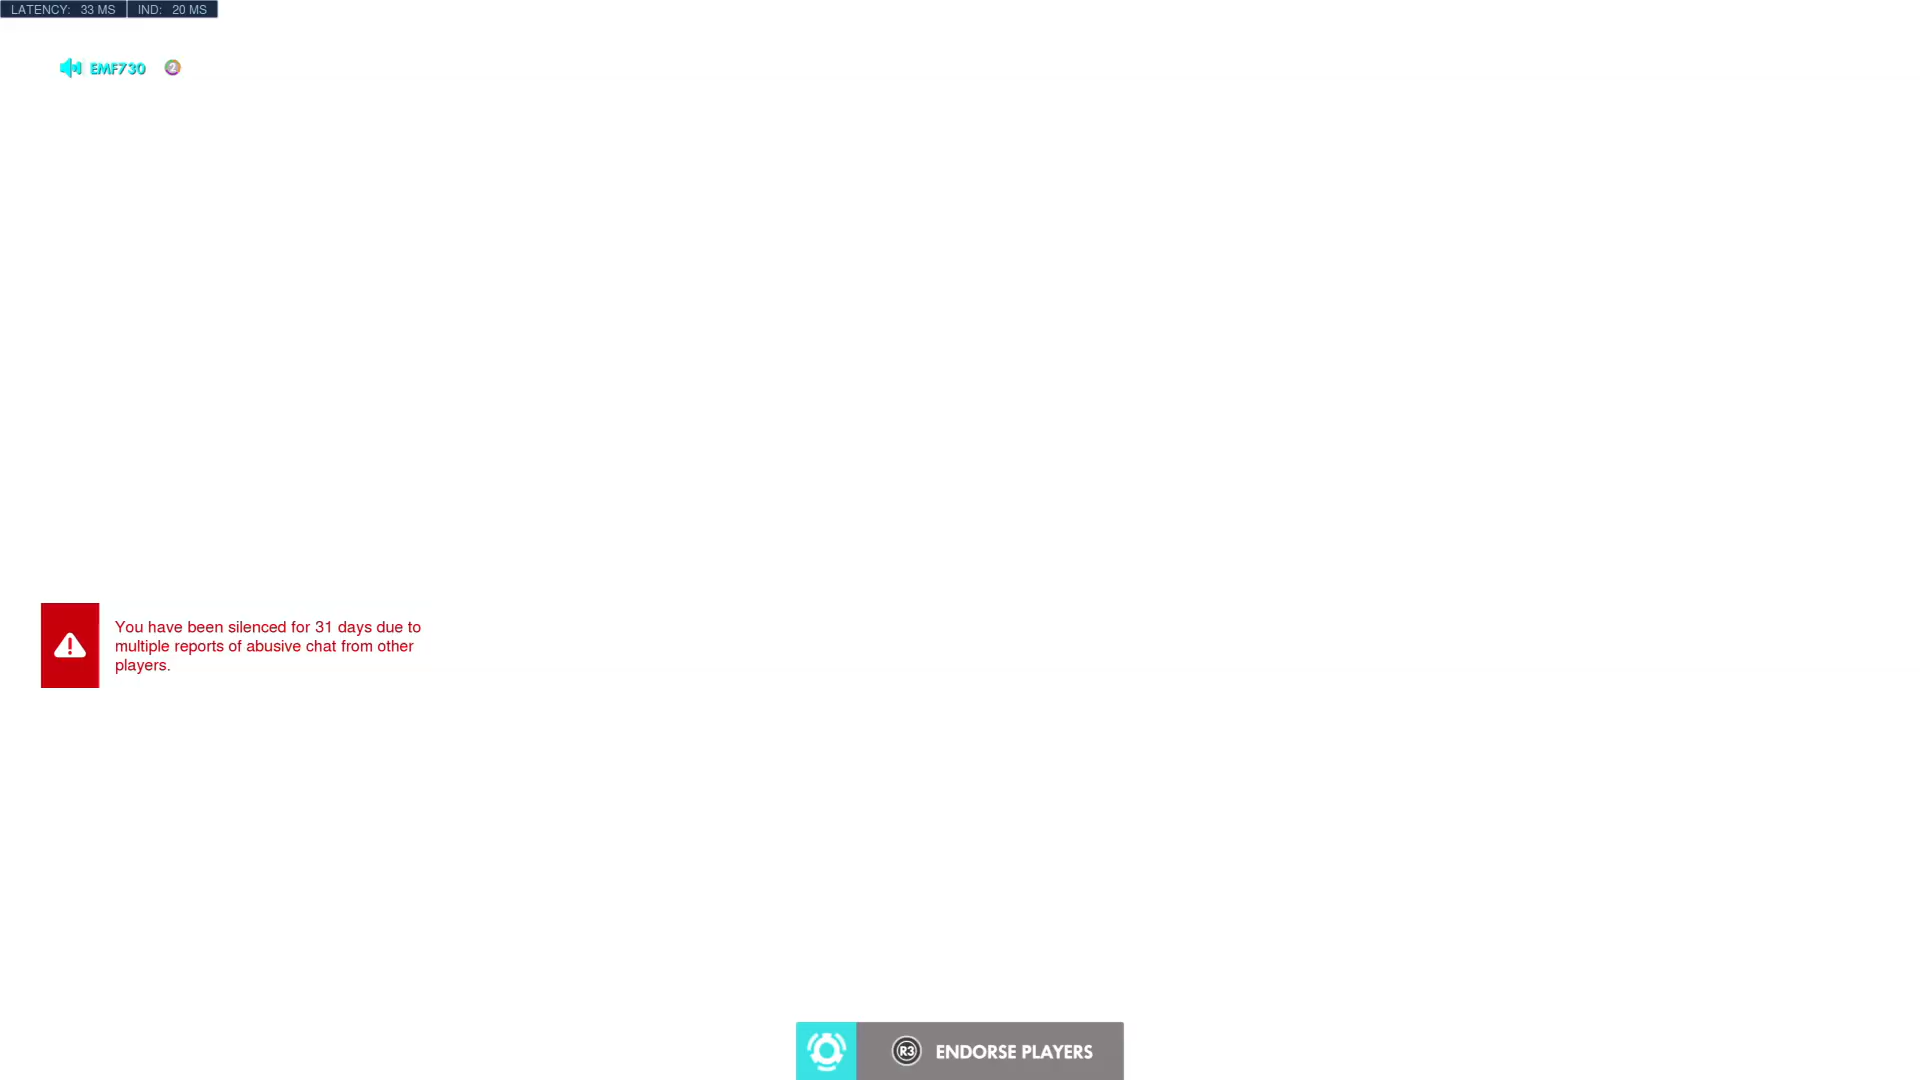 LATENCY: 33 MS IND: 20 MS
EMF730 2
You have been silenced for 31 days due to
multiple reports of abusive chat from other
players.
R3 ENDORSE PLAYERS